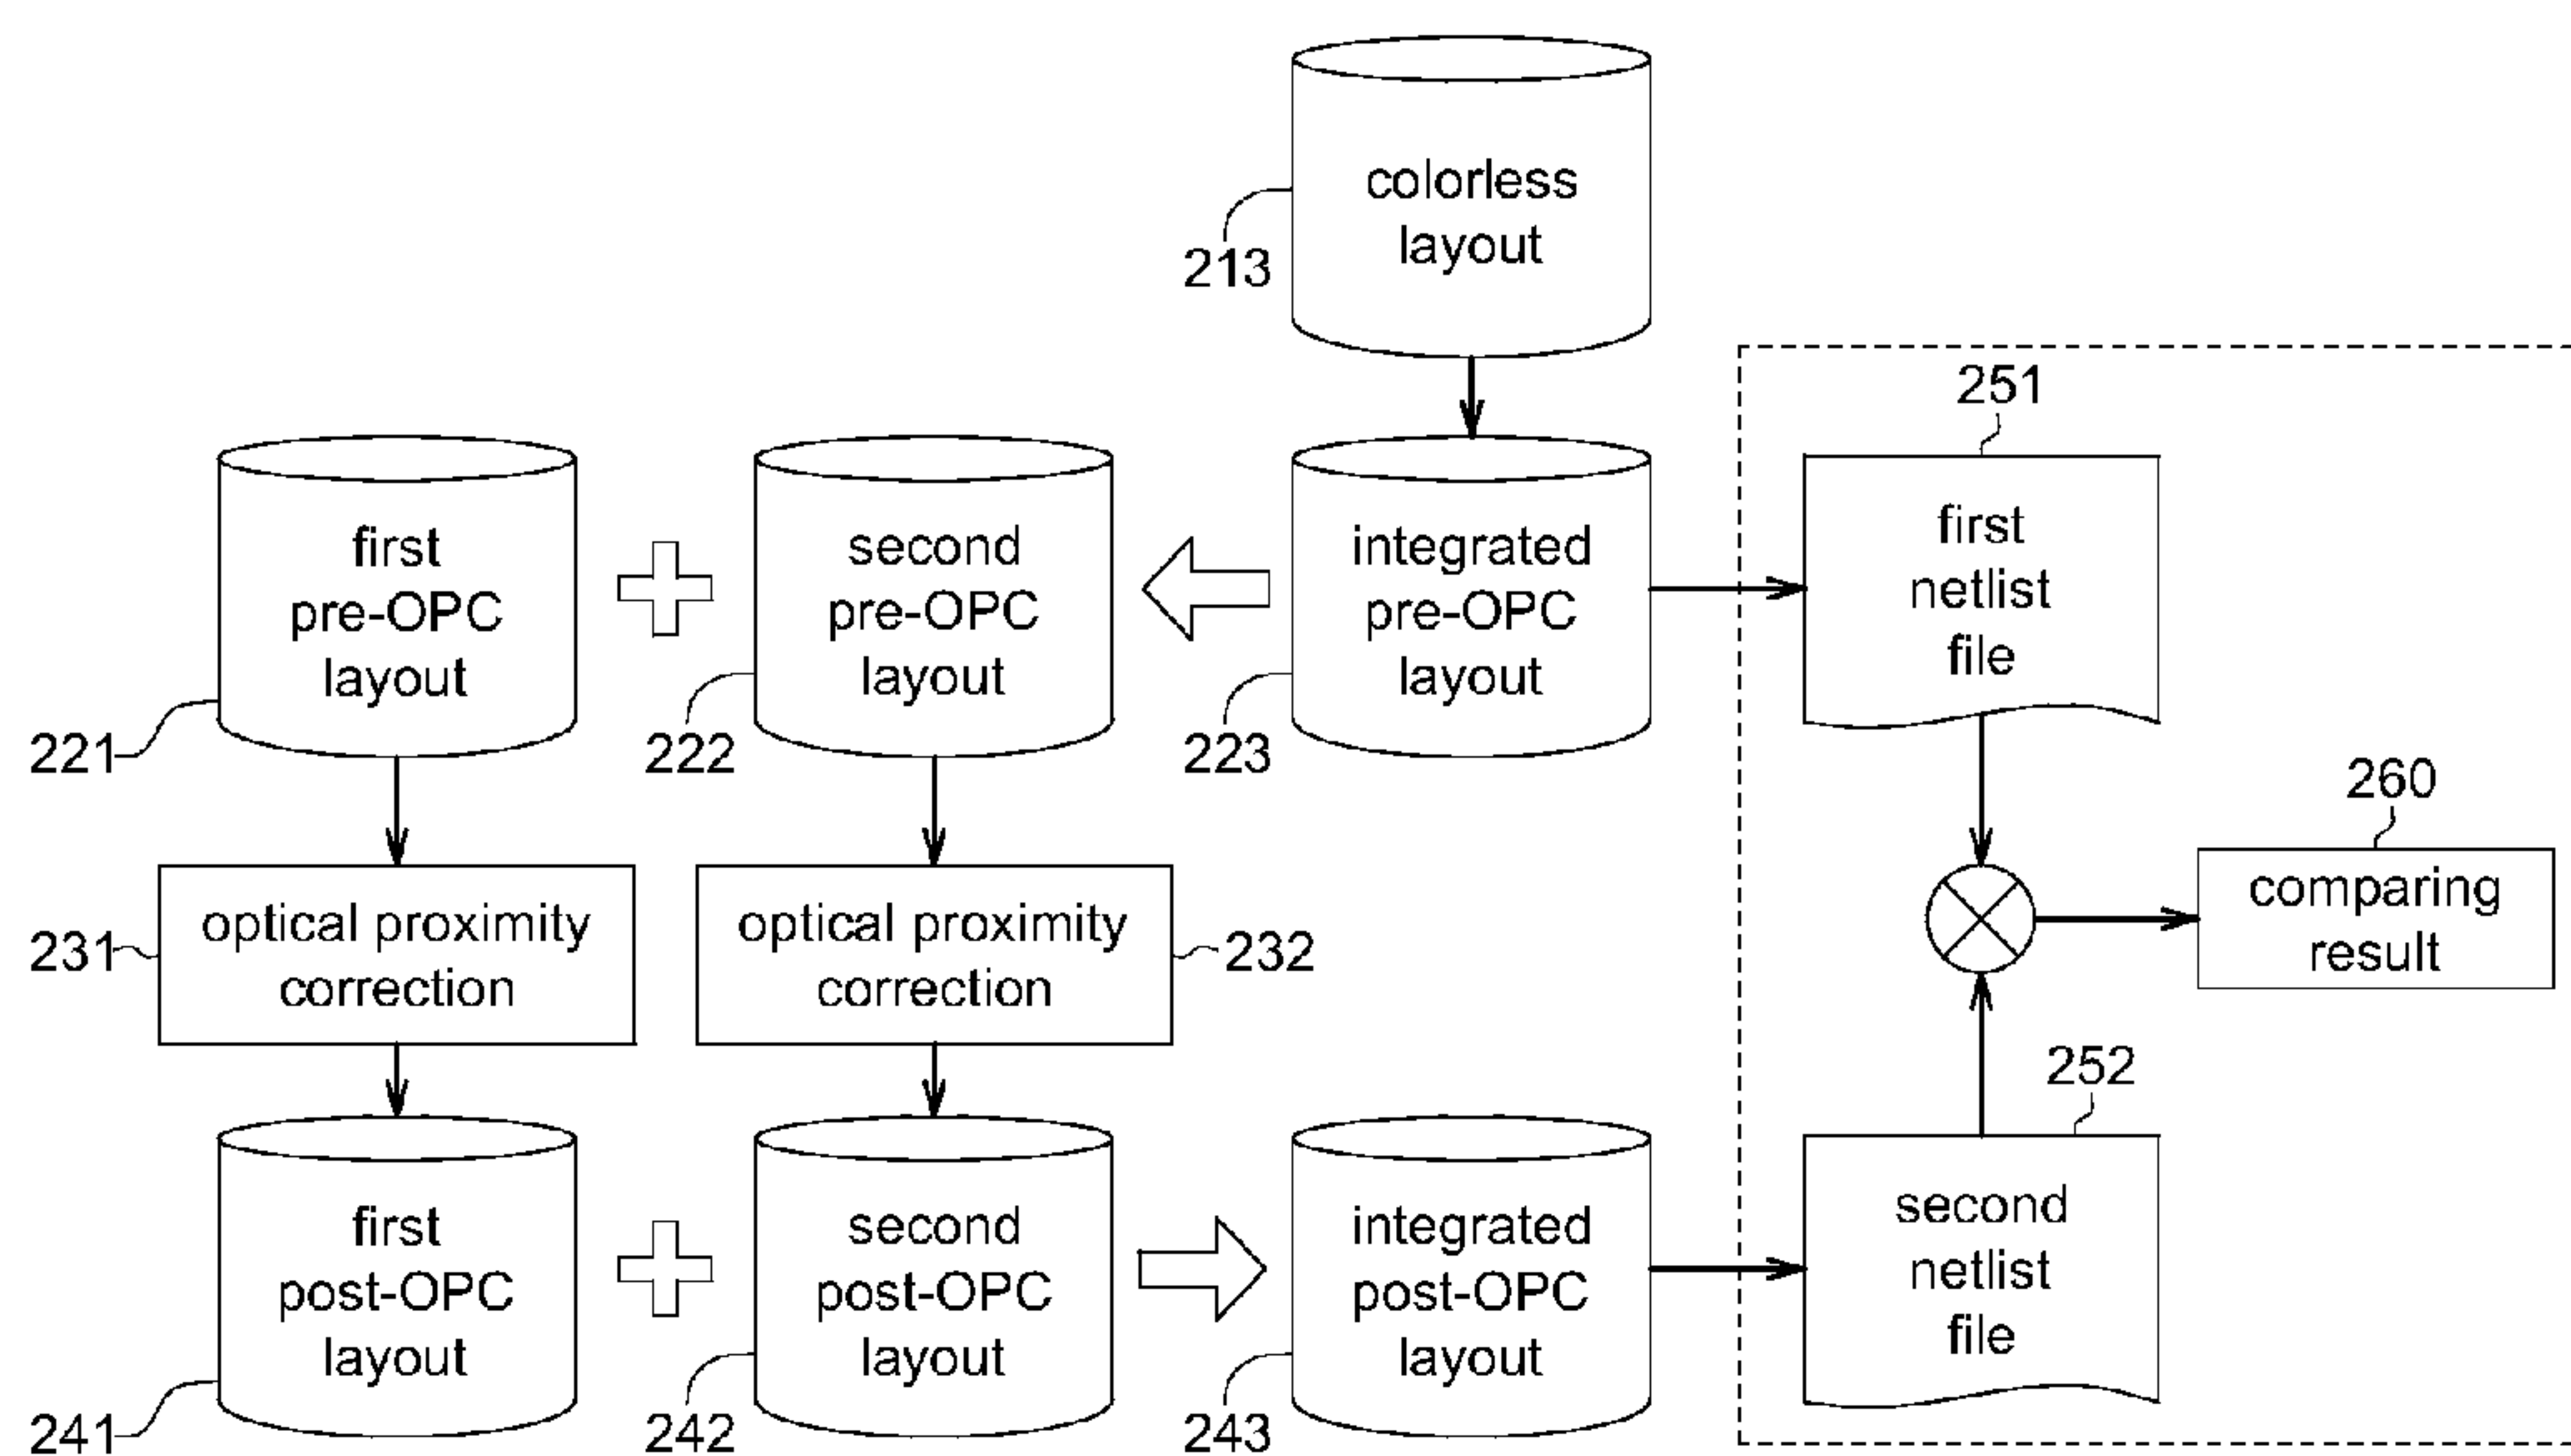 colorless
layout
213
251
first
pre-OPC
layout
221
second
pre-OPC
layout
222
integrated
pre-OPC
layout
223
first
netlist
file
260
optical proximity
correction
231
optical proximity
correction
232
comparing
result
252
first
post-OPC
layout
241
second
post-OPC
layout
242
integrated
post-OPC
layout
243
second
netlist
file